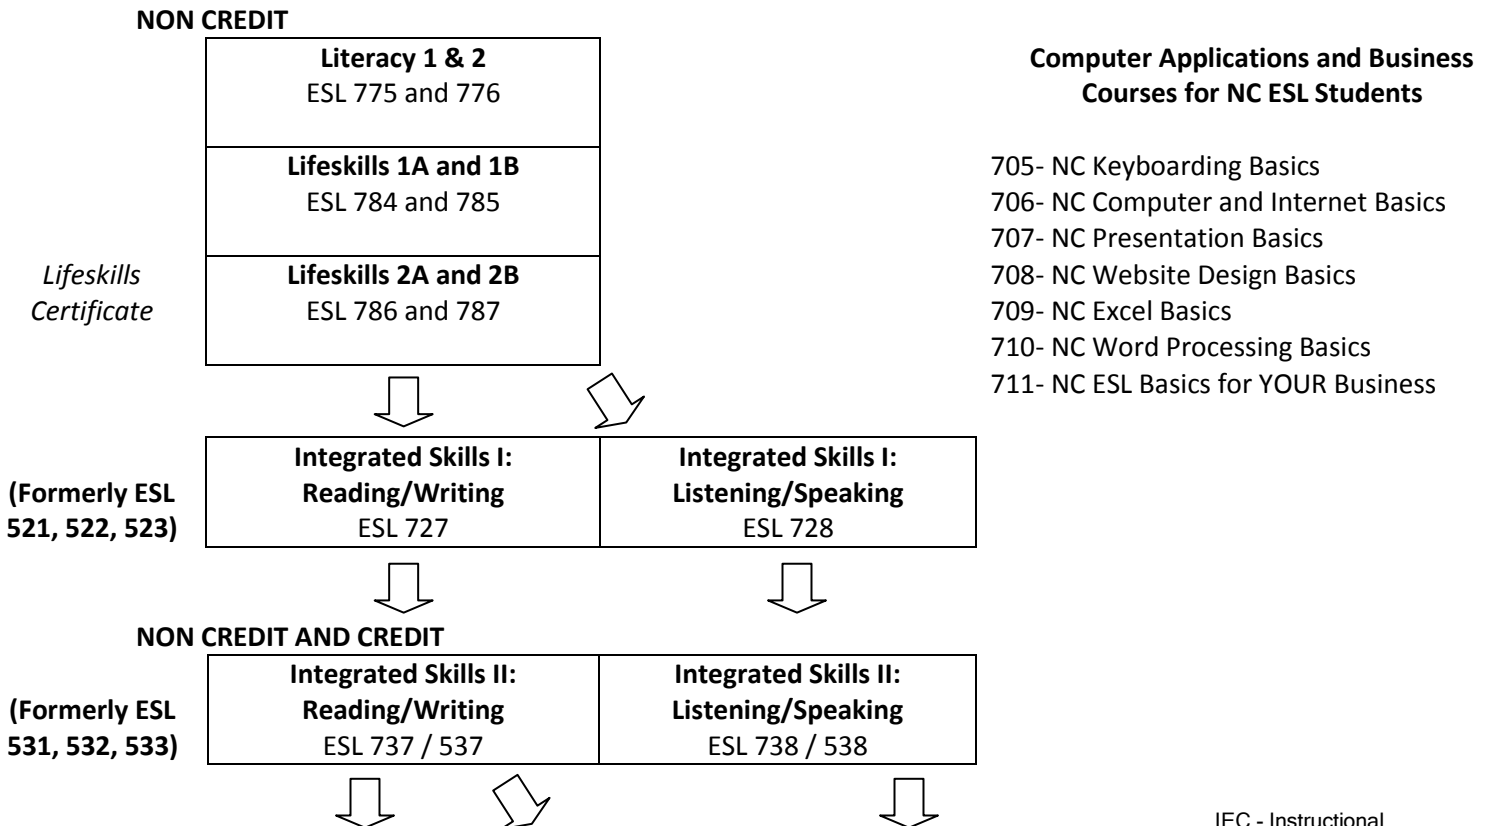 NON CREDIT
Literacy 1 & 2
ESL 775 and 776
Lifeskills 1A and 1B
ESL 784 and 785
Lifeskills
Certificate
Lifeskills 2A and 2B
ESL 786 and 787
Computer Applications and Business
Courses for NC ESL Students
705- NC Keyboarding Basics
706- NC Computer and Internet Basics
707- NC Presentation Basics
708- NC Website Design Basics
709- NC Excel Basics
710- NC Word Processing Basics
711- NC ESL Basics for YOUR Business
(Formerly ESL
521, 522, 523)
Integrated Skills I:
Reading/Writing
ESL 727
Integrated Skills I:
Listening/Speaking
ESL 728
NON CREDIT AND CREDIT
(Formerly ESL
531, 532, 533)
Integrated Skills II:
Reading/Writing
ESL 737 / 537
Integrated Skills II:
Listening/Speaking
ESL 738 / 538
IEC - Instructional